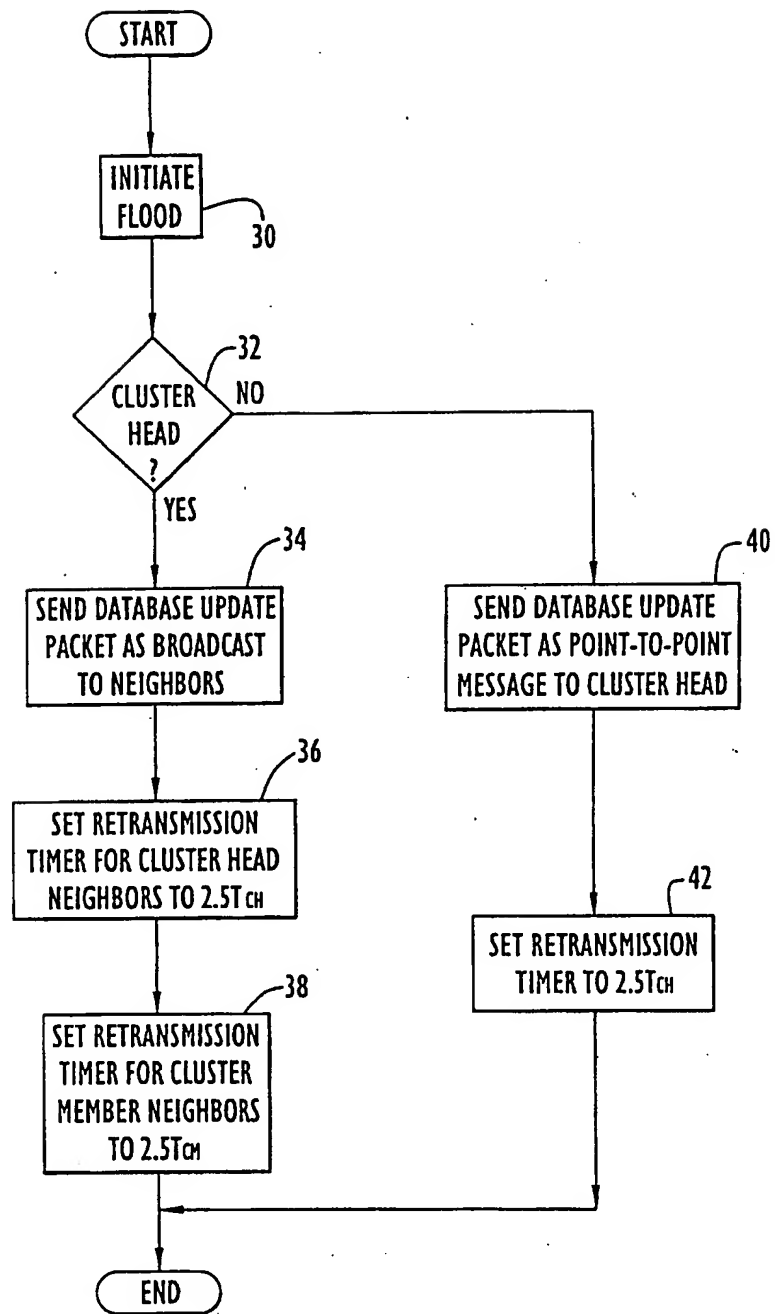 START
INITIATE
FLOOD
30
32
CLUSTER
HEAD
?
NO
YES
34
SEND DATABASE UPDATE
PACKET AS BROADCAST
TO NEIGHBORS
40
SEND DATABASE UPDATE
PACKET AS POINT-TO-POINT
MESSAGE TO CLUSTER HEAD
36
SET RETRANSMISSION
TIMER FOR CLUSTER HEAD
NEIGHBORS TO 2.5TCH
42
SET RETRANSMISSION
TIMER TO 2.5TCH
38
SET RETRANSMISSION
TIMER FOR CLUSTER
MEMBER NEIGHBORS
TO 2.5TCM
END